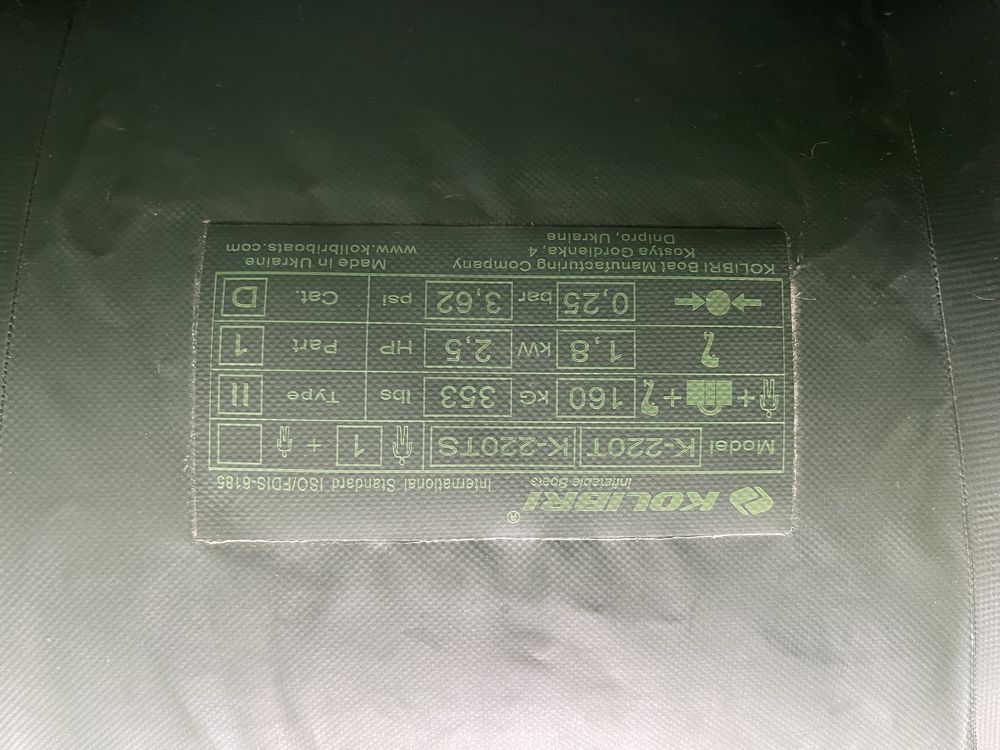 KOLIBRI®
Inflatable Boats
International Standard ISO/FDIS-6185
Model K-220T K-220TS 1 +
+ + 160 KG 353 lbs Type II
1,8 kW 2,5 HP Part 1
0,25 bar 3,62 psi Cat. D
KOLIBRI Boat Manufacturing Company Made in Ukraine
Kostya Gordienka, 4 www.kolibriboats.com
Dnipro, Ukraine